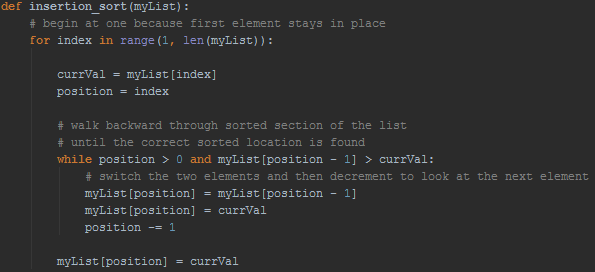 def insertion_sort(myList):
    # begin at one because first element stays in place
    for index in range(1, len(myList)):
        currVal = myList[index]
        position = index
        # walk backward through sorted section of the list
        # until the correct sorted location is found
        while position > 0 and myList[position - 1] > currVal:
            # switch the two elements and then decrement to look at the next element
            myList[position] = myList[position - 1]
            myList[position] = currVal
            position -= 1
        myList[position] = currVal